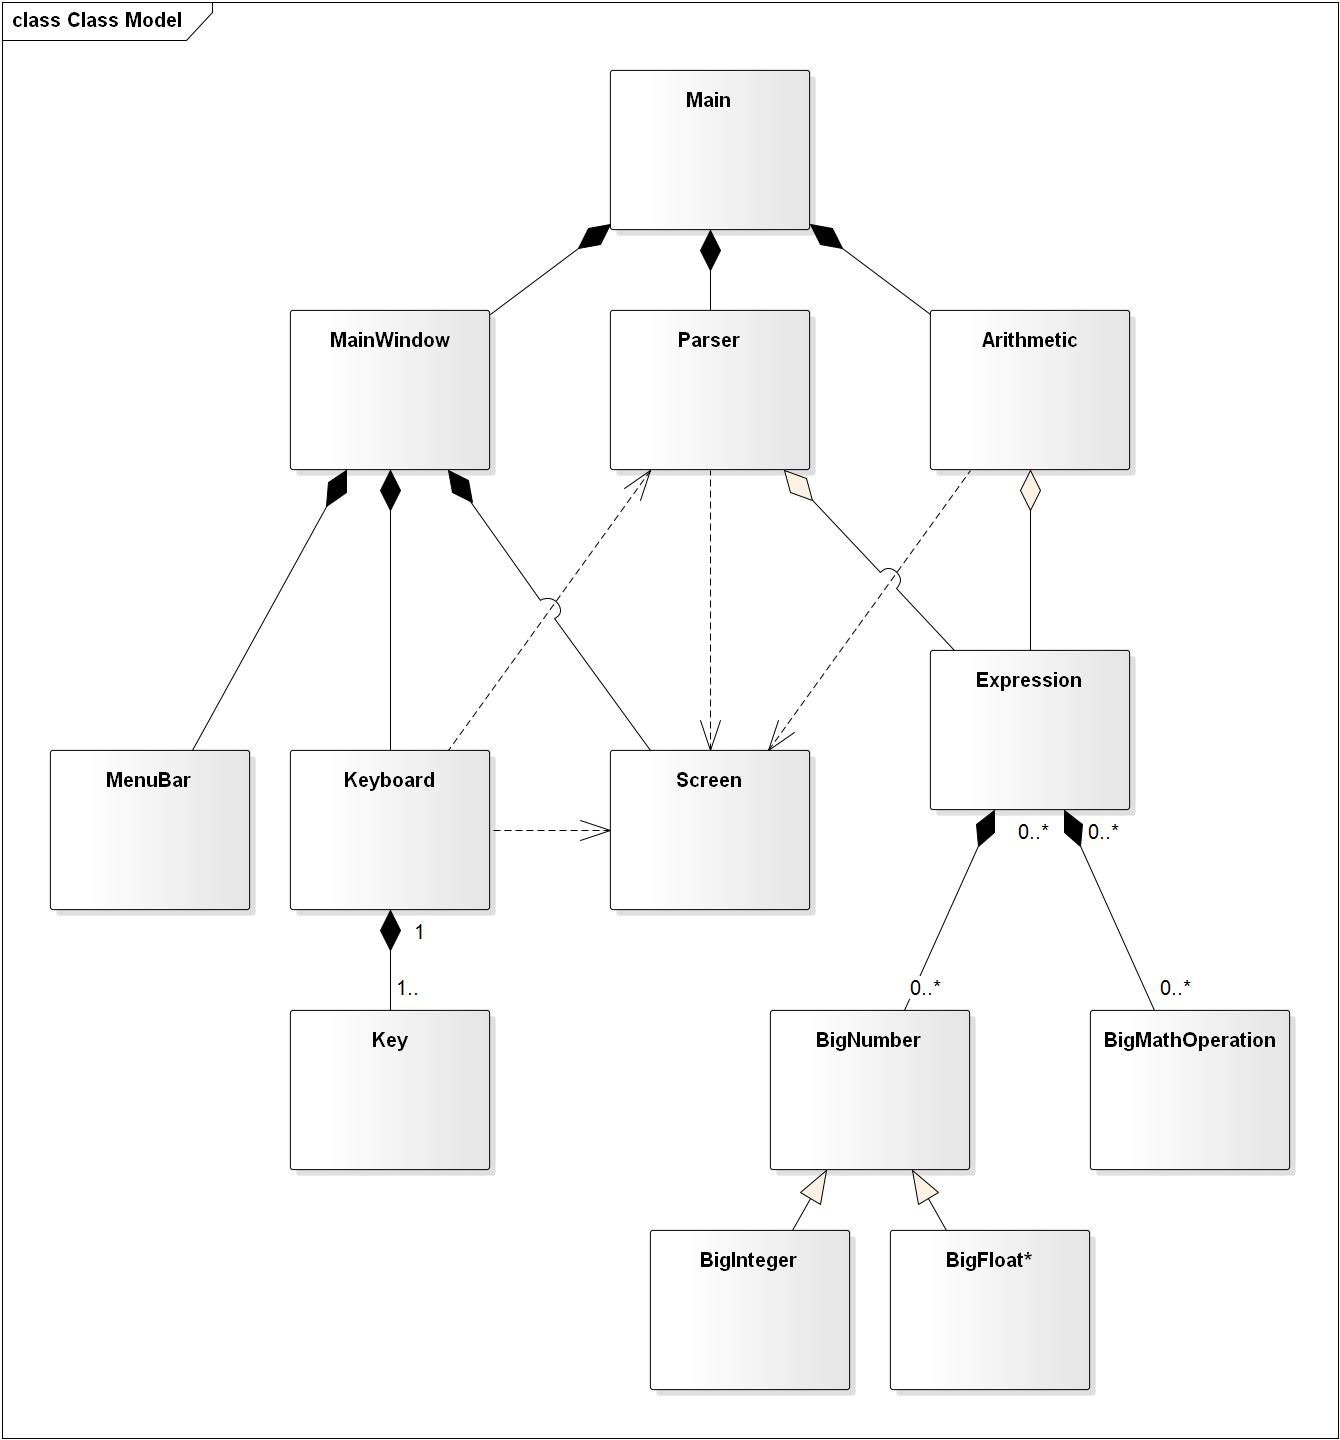 class Class Model
Main
MainWindow
Parser
Arithmetic
Expression
MenuBar
Keyboard
Screen
0..*
0..*
1
1..
0..*
0..*
Key
BigNumber
BigMathOperation
BigInteger
BigFloat*